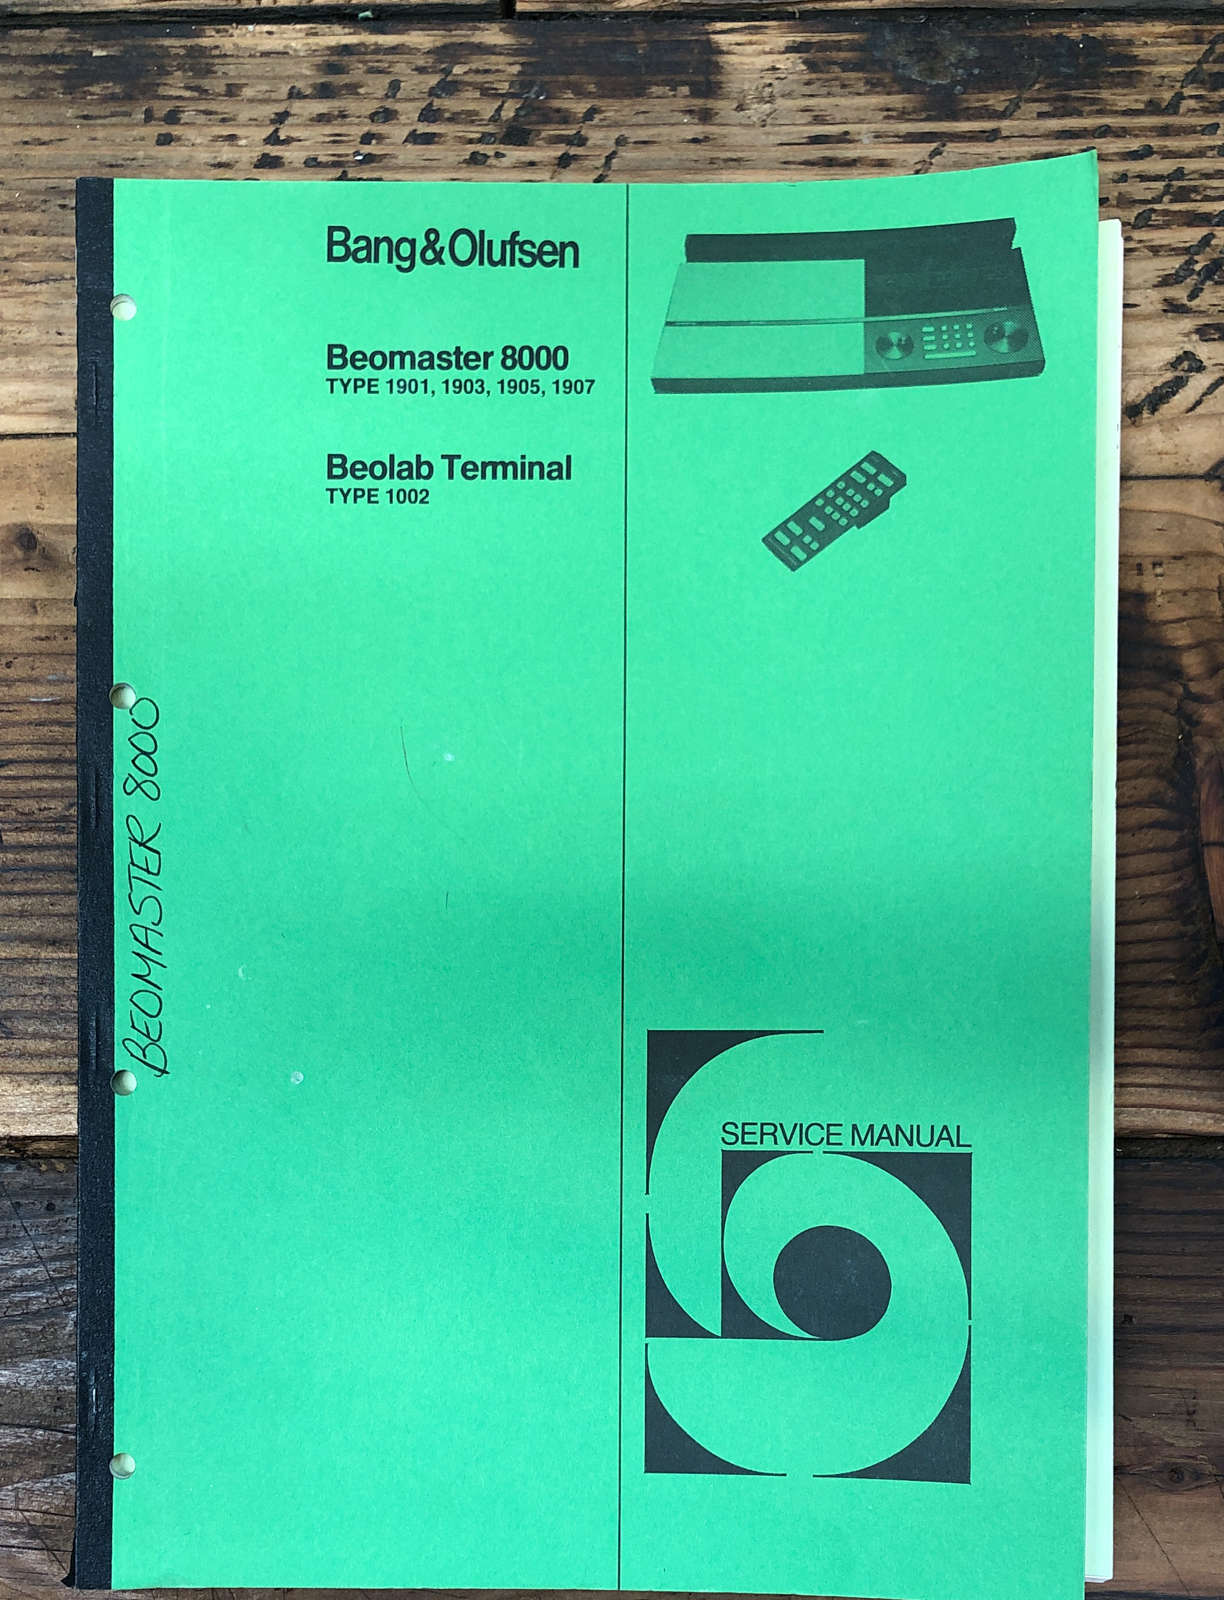 Bang&Olufsen
Beomaster 8000
TYPE 1901, 1903, 1905, 1907
Beolab Terminal
TYPE 1002
BEOMASTER 8000
SERVICE MANUAL